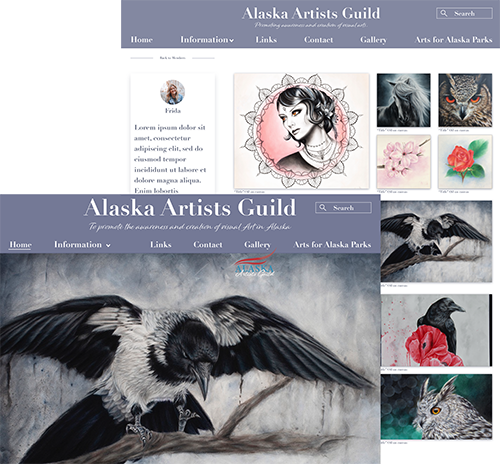 Alaska Artists Guild
Promoting awareness and creation of visual arts.
Search
Home Information Links Contact Gallery Arts for Alaska Parks
Back to Members
Frida
Lorem ipsum dolor sit
amet, consectetur
adipiscing elit, sed do
eiusmod tempor
incididunt ut labore et
dolore magna aliqua.
Enim lobortis
Alaska Artists Guild
To promote the awareness and creation of visual Art in Alaska
Search
Home Information Links Contact Gallery Arts for Alaska Parks
ALASKA
Artists Guild